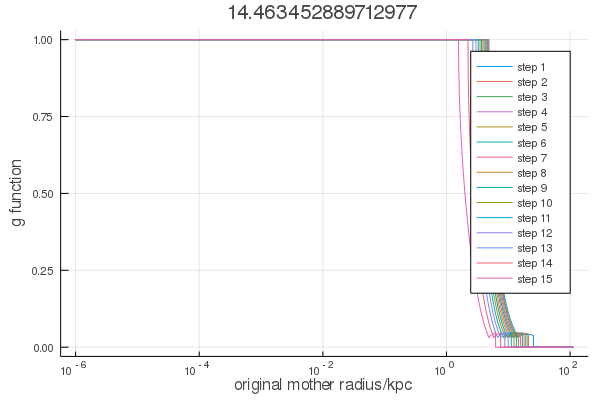 14.463452889712977
g function
1.00
0.75
0.50
0.25
0.00
step 1
step 2
step 3
step 4
step 5
step 6
step 7
step 8
step 9
step 10
step 11
step 12
step 13
step 14
step 15
10^-6 10^-4 10^-2 10^0 10^2
original mother radius/kpc